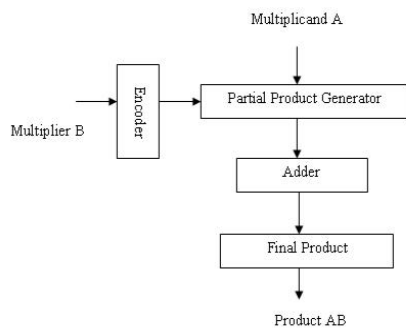 Multiplicand A
Encoder
Partial Product Generator
Multiplier B
Adder
Final Product
Product AB